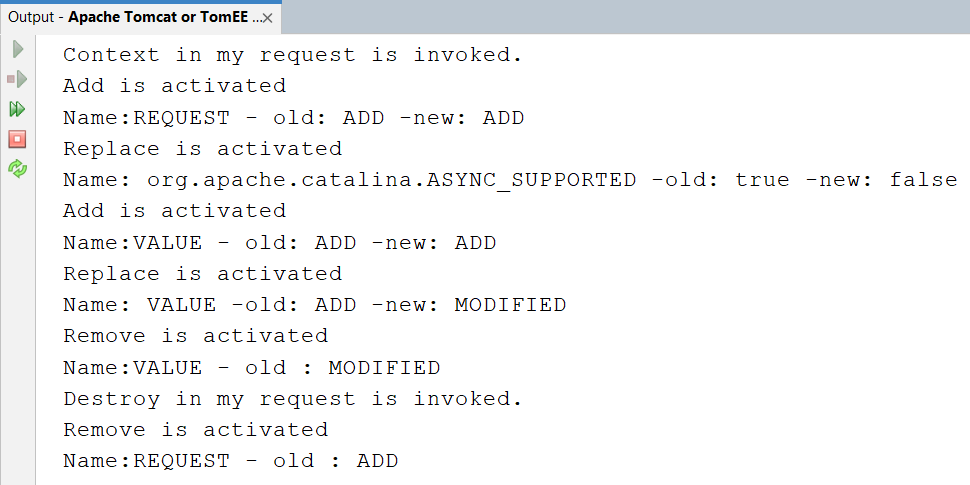 Output - Apache Tomcat or TomEE ...
Context in my request is invoked.
Add is activated
Name:REQUEST - old: ADD -new: ADD
Replace is activated
Name: org.apache.catalina.ASYNC_SUPPORTED -old: true -new: false
Add is activated
Name:VALUE - old: ADD -new: ADD
Replace is activated
Name: VALUE -old: ADD -new: MODIFIED
Remove is activated
Name:VALUE - old : MODIFIED
Destroy in my request is invoked.
Remove is activated
Name:REQUEST - old : ADD